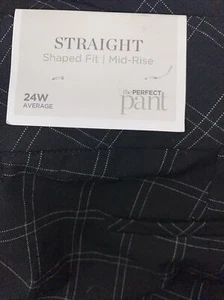 STRAIGHT
Shaped Fit | Mid-Rise
24W
AVERAGE
the PERFECT
pant